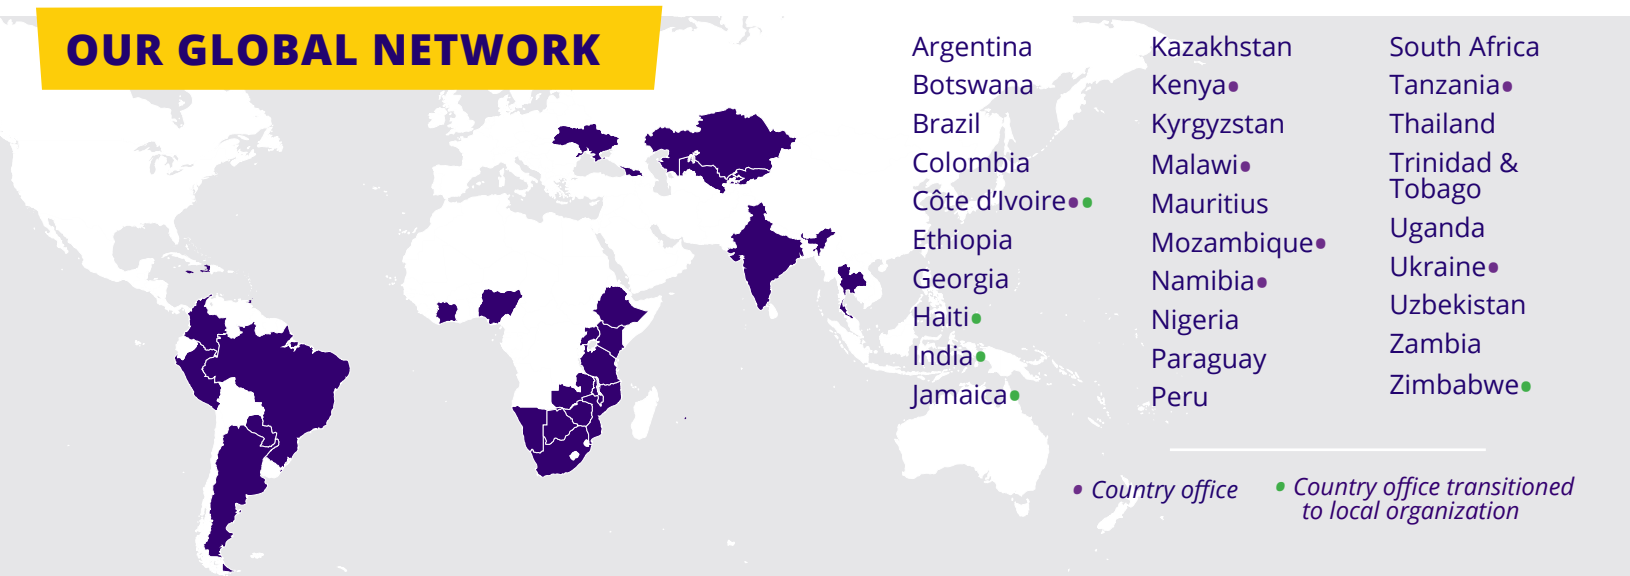 OUR GLOBAL NETWORK
Argentina
Botswana
Brazil
Colombia
Côte d’Ivoire••
Ethiopia
Georgia
Haiti•
India•
Jamaica•
Kazakhstan
Kenya•
Kyrgyzstan
Malawi•
Mauritius
Mozambique•
Namibia•
Nigeria
Paraguay
Peru
South Africa
Tanzania•
Thailand
Trinidad &
Tobago
Uganda
Ukraine•
Uzbekistan
Zambia
Zimbabwe•
• Country office
• Country office transitioned
to local organization